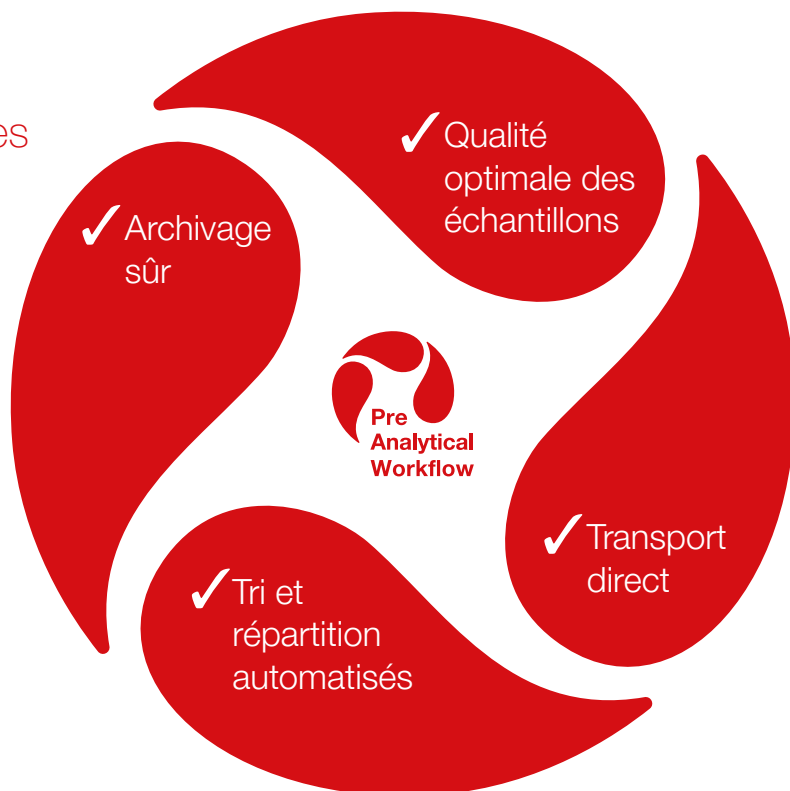 ✓ Qualité
optimale des
échantillons
✓ Archivage
sûr
Pre
Analytical
Workflow
✓ Transport
direct
✓ Tri et
répartition
automatisés